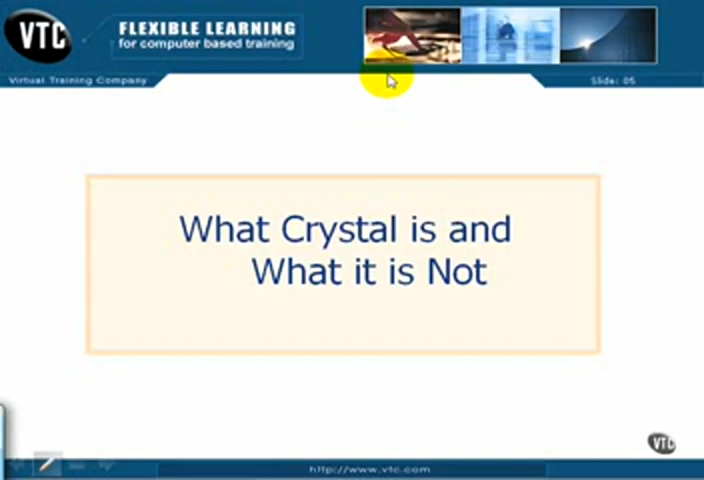 VTC
FLEXIBLE LEARNING
for computer based training
Virtual Training Company
Slide: 05
What Crystal is and
What it is Not
VTC
http://www.vtc.com